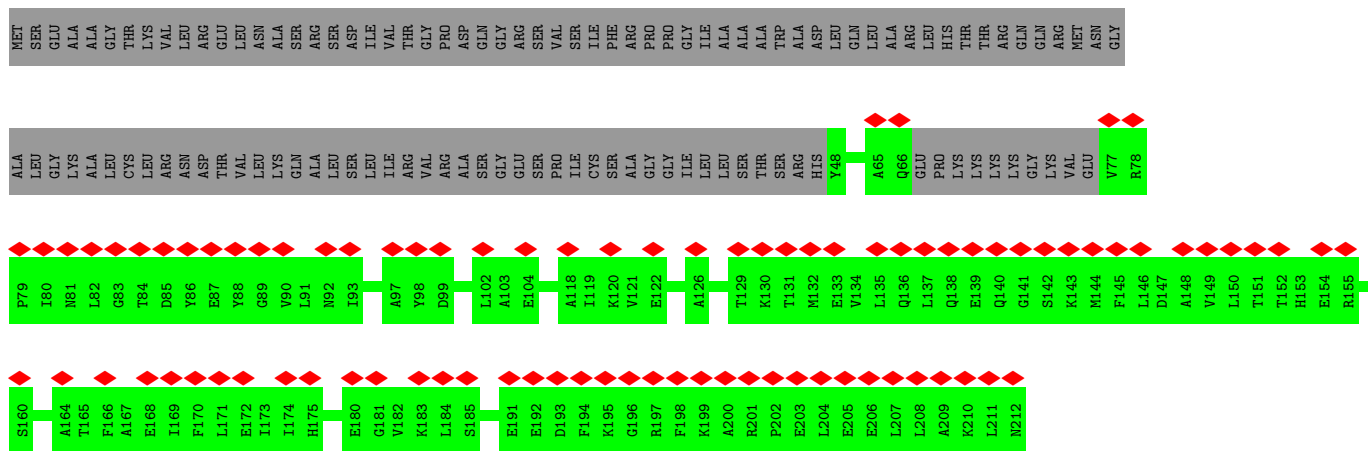 MET SER GLU ALA ALA GLY THR LYS VAL LEU ARG GLU LEU ASN ALA SER ARG SER ASP ILE VAL THR GLY PRO ASP GLN GLY ARG SER VAL SER ILE PHE ARG PRO PRO GLY ILE ALA ALA ALA TRP ALA ASP LEU GLN LEU ALA ARG LEU HIS THR THR ARG GLN GLN ARG MET ASN GLY
ALA LEU GLY LYS ALA LEU CYS LEU ARG ASN ASP THR VAL LEU LYS GLN ALA LEU SER LEU ILE ARG VAL ARG ALA SER GLY GLU SER PRO ILE CYS SER ALA GLY GLY ILE LEU LEU SER THR SER ARG HIS Y48 A65 Q66 GLU PRO LYS LYS LYS LYS GLY LYS VAL GLU V77 R78
P79 I80 N81 L82 G83 T84 D85 Y86 E87 Y88 G89 V90 L91 N92 I93 A97 Y98 D99 L102 A103 E104 A118 I119 K120 V121 E122 A126 T129 K130 T131 M132 E133 V134 L135 Q136 L137 Q138 E139 Q140 G141 S142 K143 M144 F145 L146 D147 A148 V149 L150 T151 T152 H153 E154 R155
S160 A164 T165 F166 A167 E168 I169 F170 L171 E172 I173 I174 H175 E180 G181 V182 K183 L184 S185 E191 E192 D193 F194 K195 G196 R197 F198 K199 A200 R201 P202 E203 L204 E205 E206 L207 L208 A209 K210 L211 N212